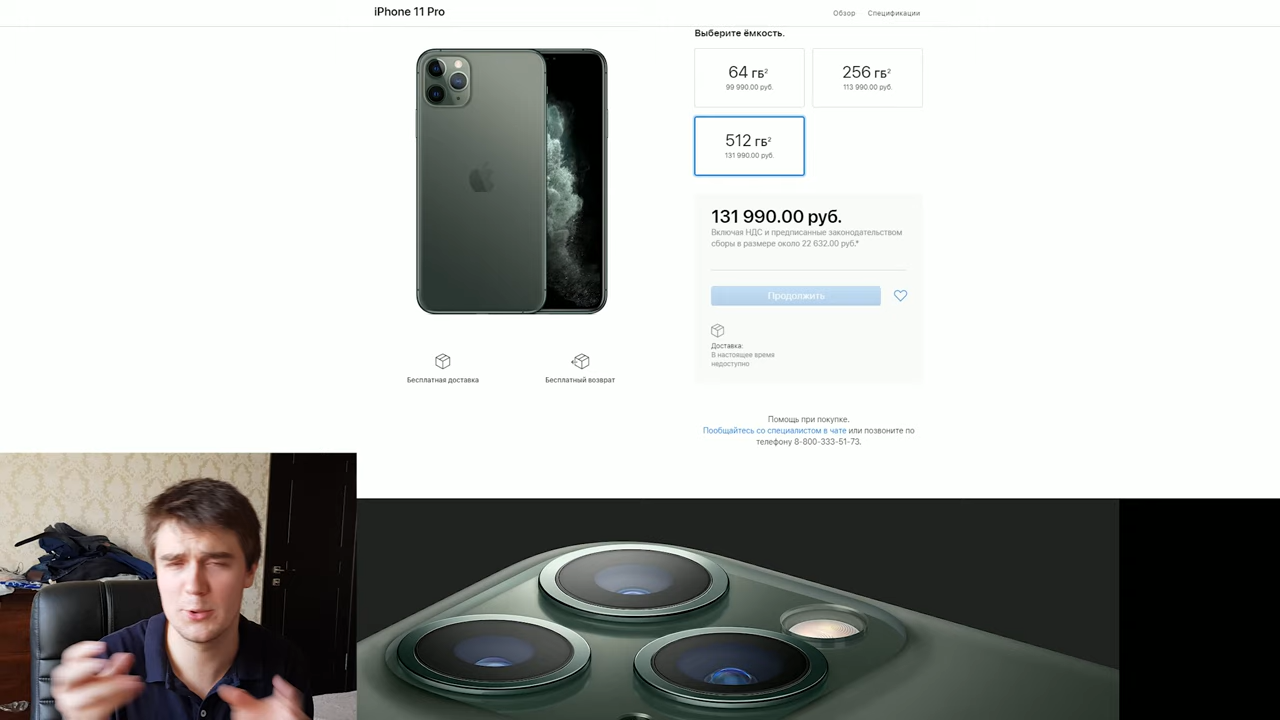 iPhone 11 Pro
Обзор
Спецификации
Выберите ёмкость.
64 ГБ²
99 990.00 руб.
256 ГБ²
113 990.00 руб.
512 ГБ²
131 990.00 руб.
131 990.00 руб.
Включая НДС и предписанные законодательством
сборы в размере около 22 632.00 руб.*
Продолжить
Доставка:
В настоящее время
недоступно
Бесплатная доставка
Бесплатный возврат
Помощь при покупке.
Пообщайтесь со специалистом в чате или позвоните по
телефону 8-800-333-51-73.